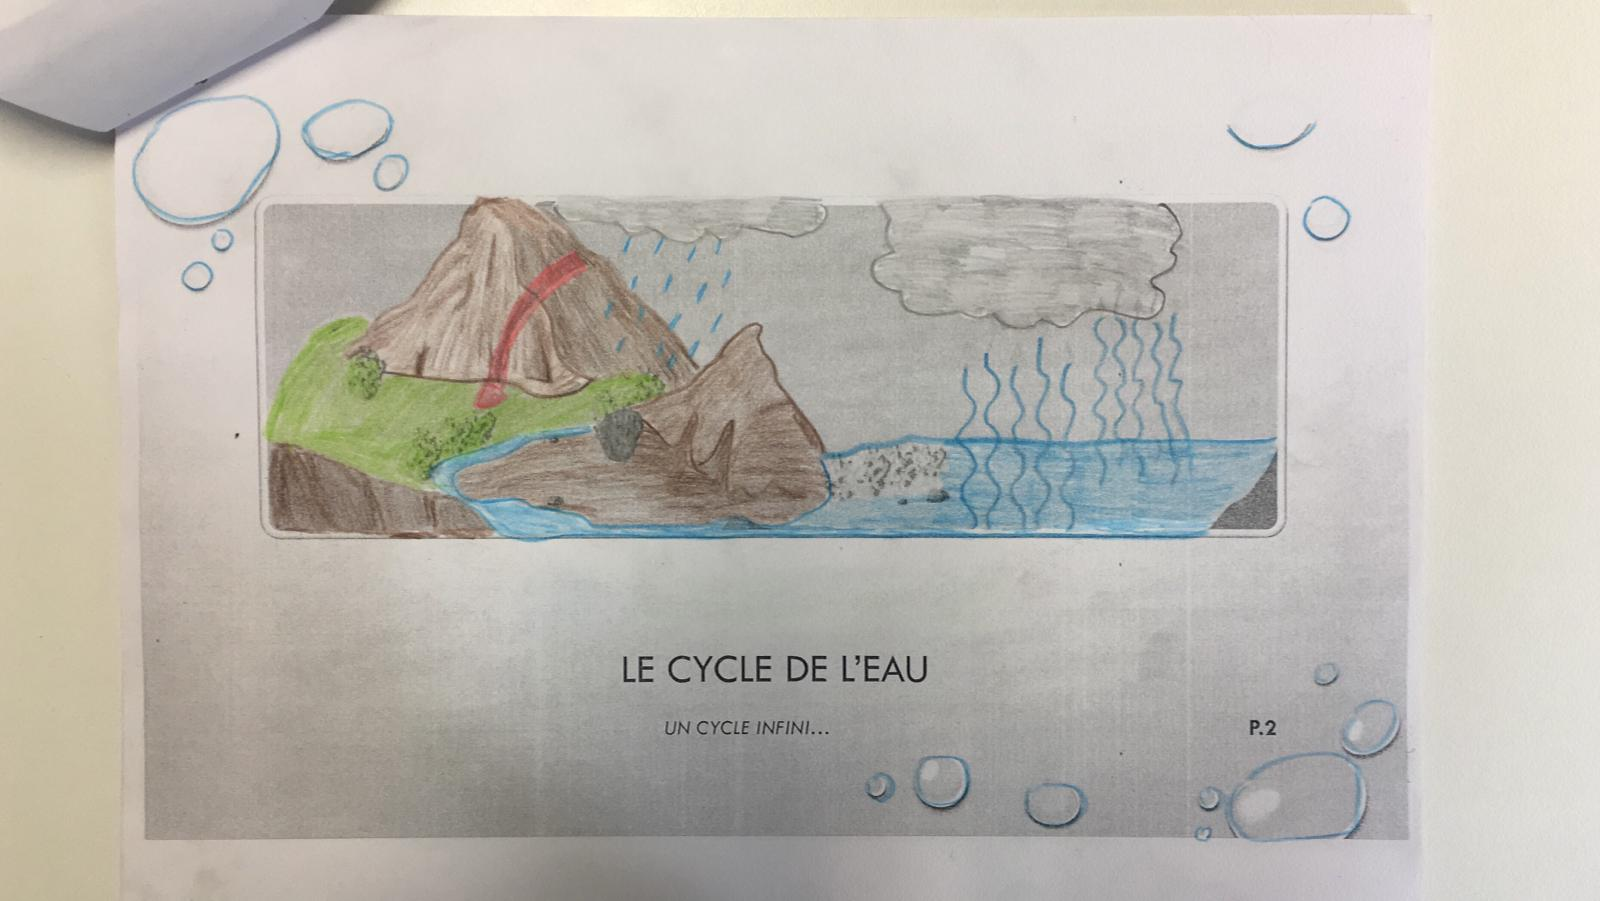 LE CYCLE DE L'EAU
UN CYCLE INFINI...
P.2